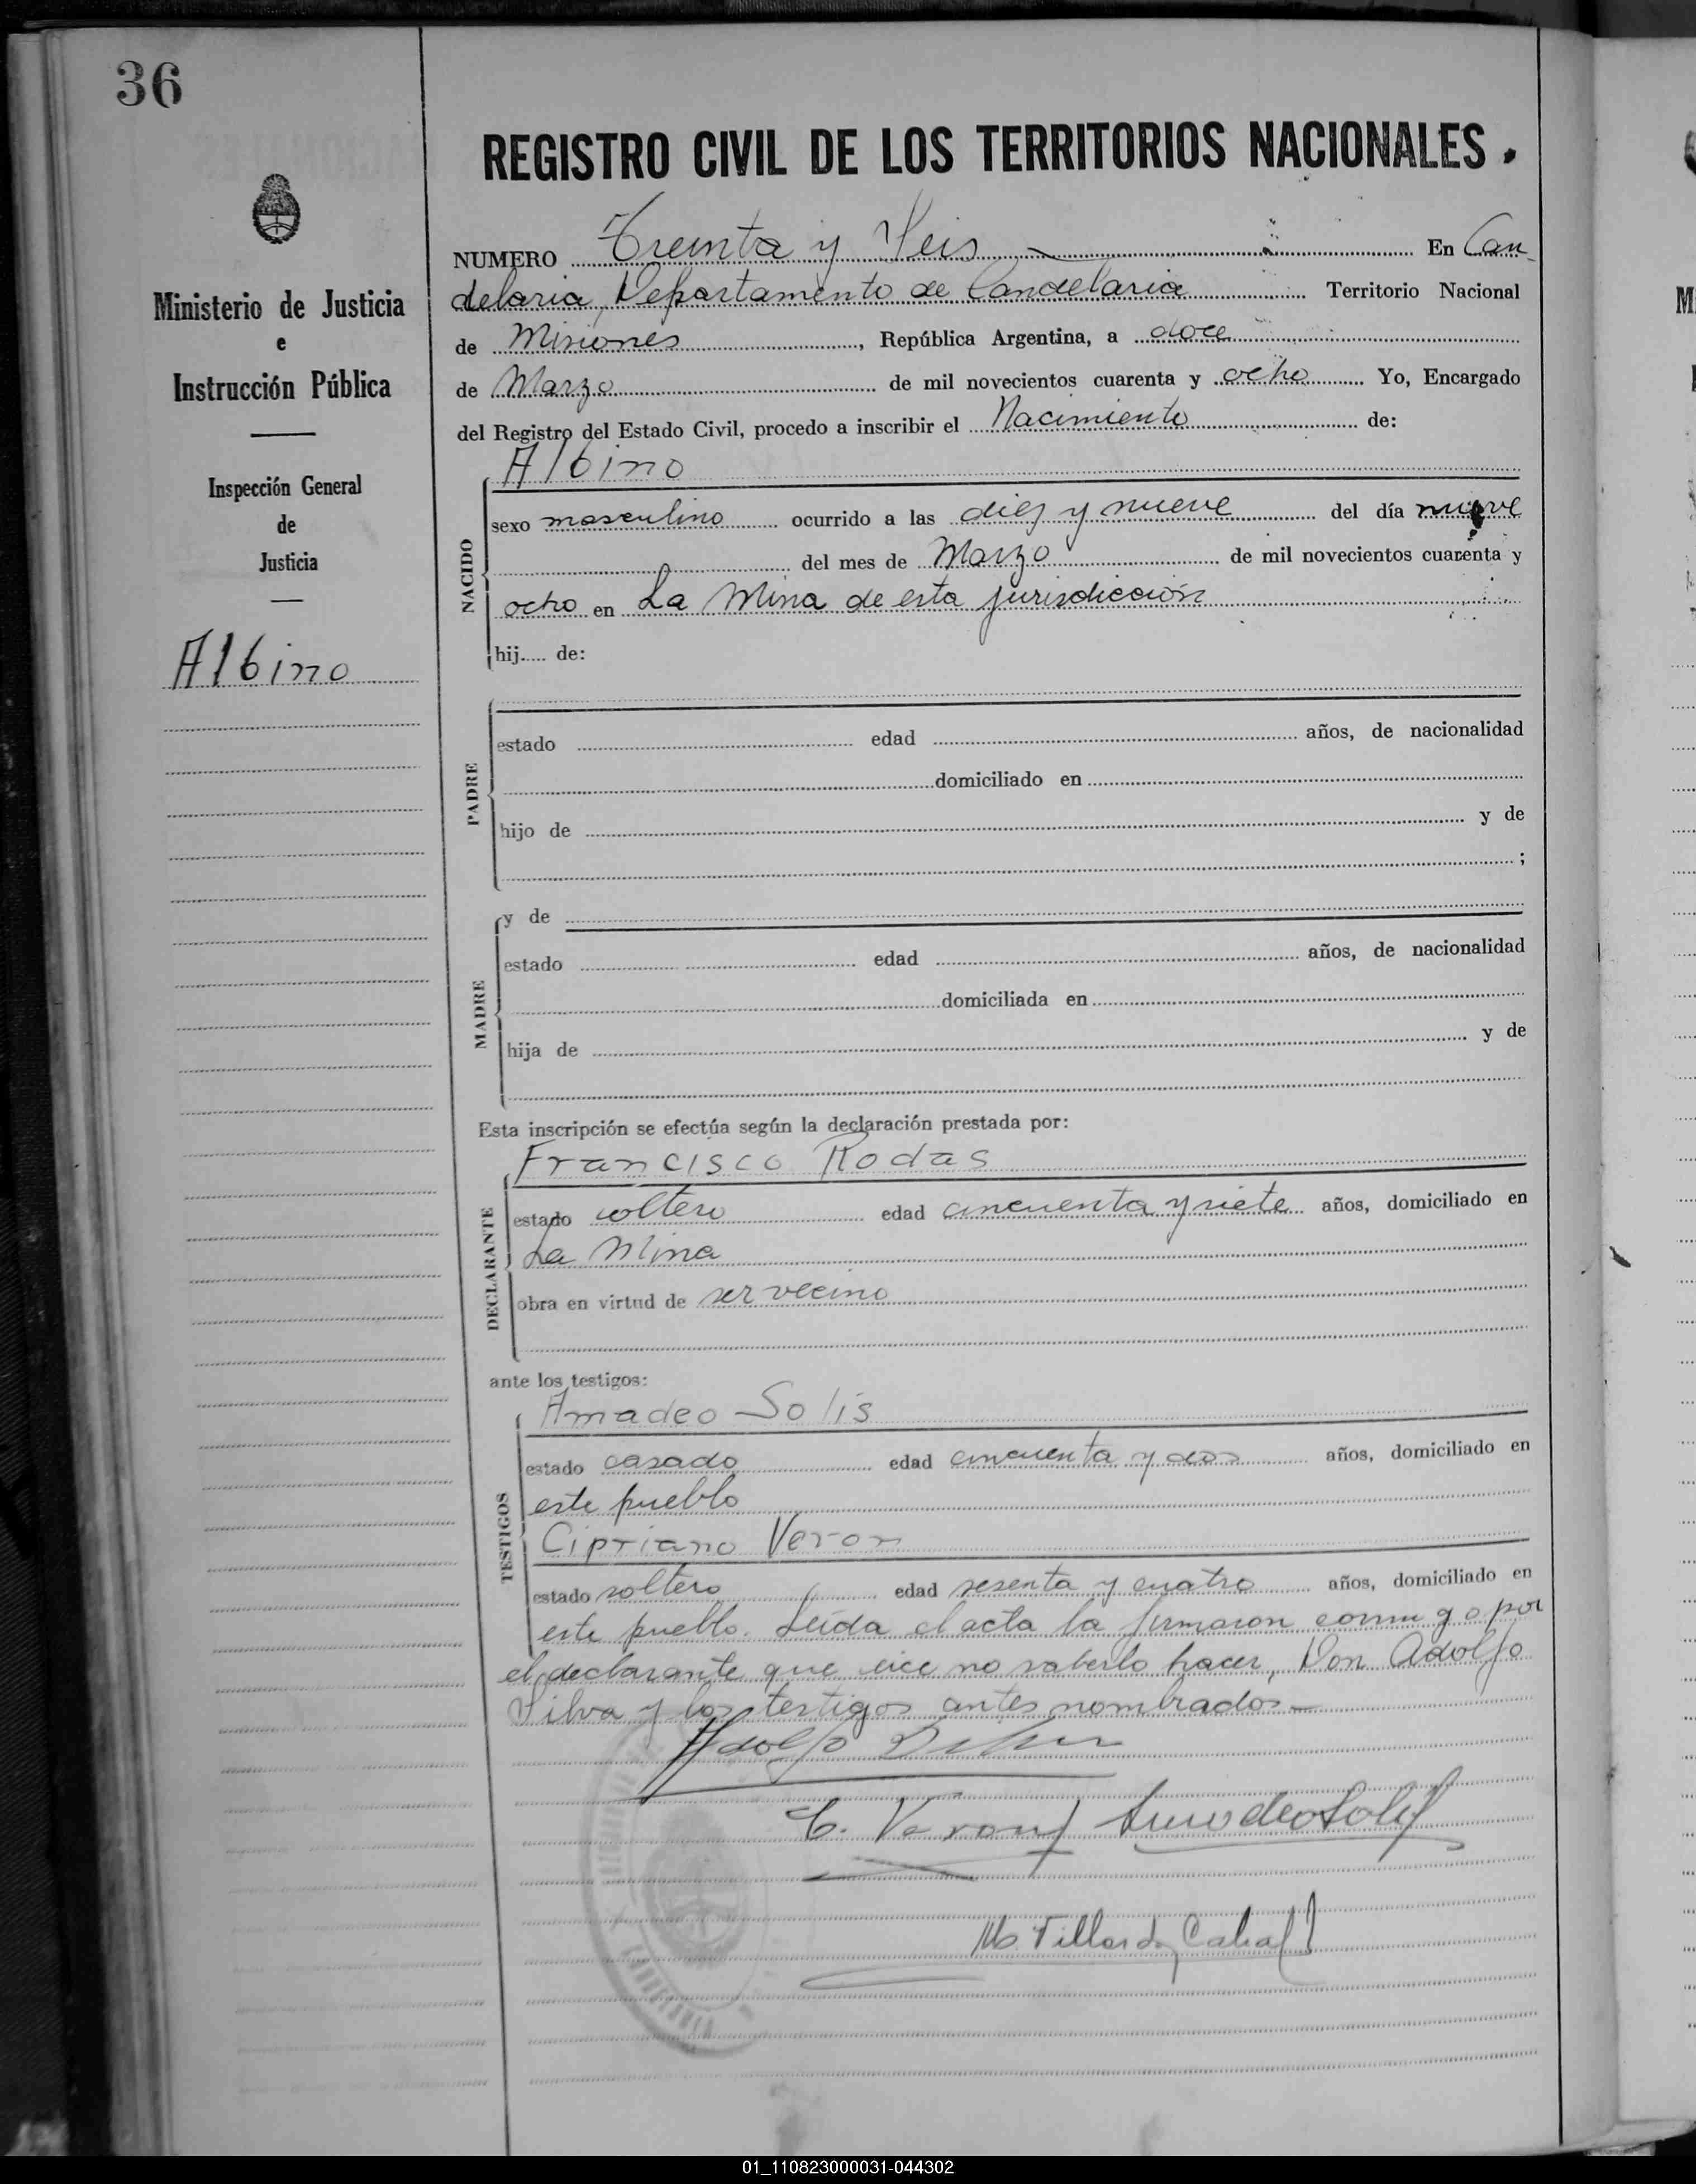 36
REGISTRO CIVIL DE LOS TERRITORIOS NACIONALES.
Ministerio de Justicia
e
Instrucción Pública
Inspección General
de
Justicia
Albino
NUMERO Treinta y Seis En Can-
delaria, Departamento de Candelaria Territorio Nacional
de Misiones, República Argentina, a doce
de Marzo de mil novecientos cuarenta y ocho Yo, Encargado
del Registro del Estado Civil, procedo a inscribir el Nacimiento de:
Albino
NACIDO
sexo masculino ocurrido a las diez y nueve del día nueve
del mes de Marzo de mil novecientos cuarenta y
ocho en La Mina de esta jurisdicción
hij..... de:
PADRE
estado edad años, de nacionalidad
domiciliado en
hijo de y de
;
y de
MADRE
estado edad años, de nacionalidad
domiciliada en
hija de y de
Esta inscripción se efectúa según la declaración prestada por:
Francisco Rodas
DECLARANTE
estado soltero edad cincuenta y siete años, domiciliado en
La Mina
obra en virtud de ser vecino
ante los testigos:
Amadeo Solis
TESTIGOS
estado casado edad cincuenta y dos años, domiciliado en
este pueblo
Cipriano Veron
estado soltero edad sesenta y cuatro años, domiciliado en
este pueblo. Leida el acta la firmaron conmigo por
el declarante que dice no saberlo hacer, Don Adolfo
Silva y los testigos antes nombrados.-
Adolfo Silva
C. Veron Amadeo Solis
Cabral
01_110823000031-044302